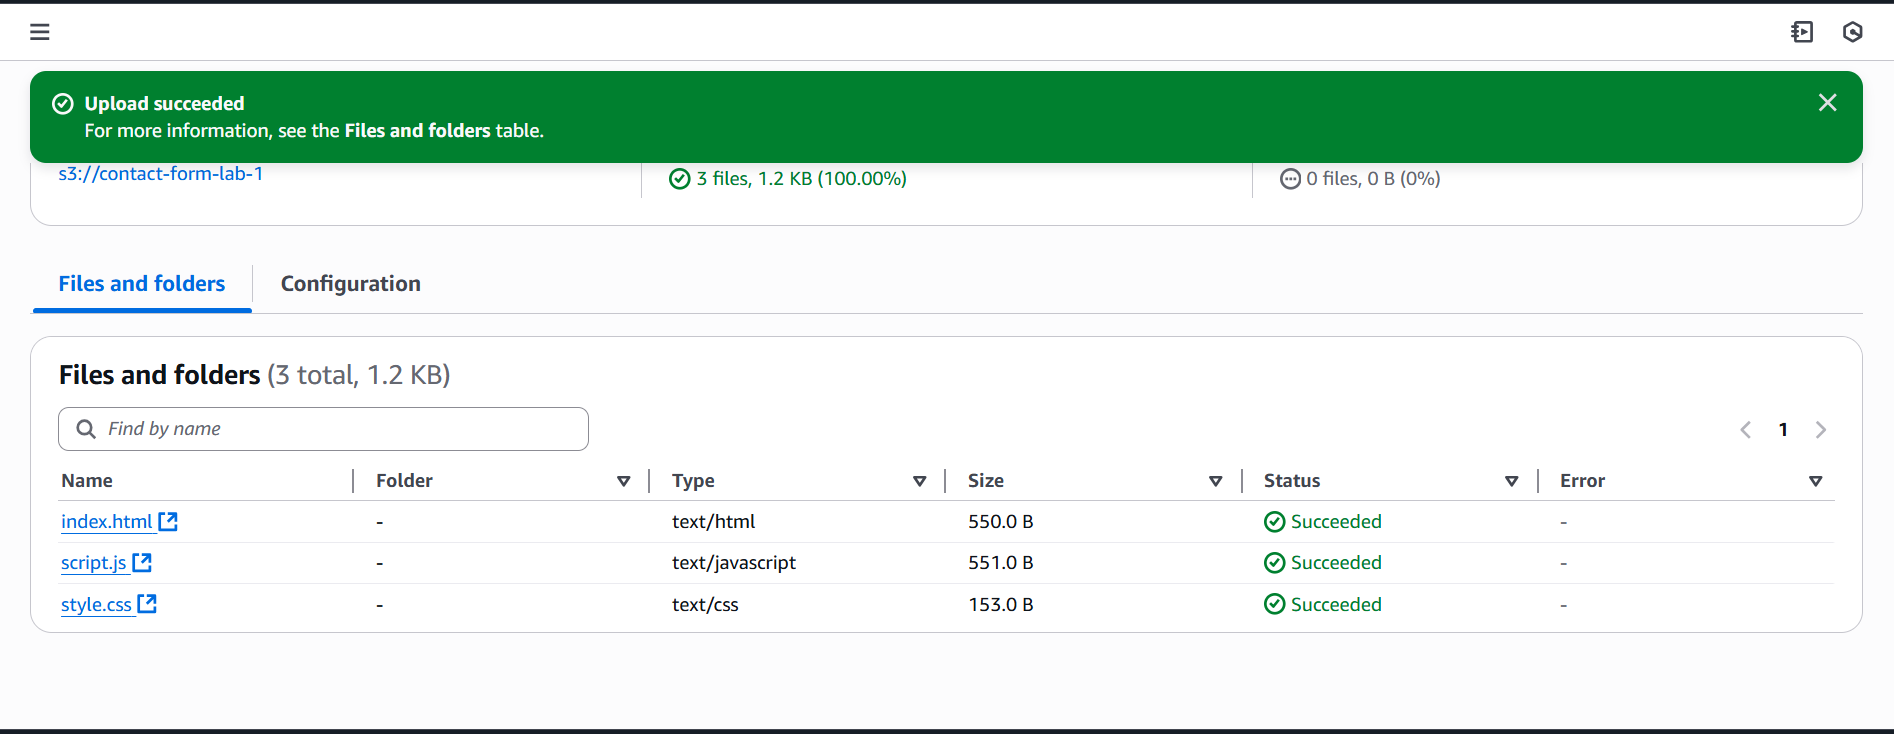 Upload succeeded
For more information, see the Files and folders table.
s3://contact-form-lab-1
3 files, 1.2 KB (100.00%)
0 files, 0 B (0%)
Files and folders
Configuration
Files and folders (3 total, 1.2 KB)
Find by name
1
Name Folder Type Size Status Error
index.html - text/html 550.0 B Succeeded -
script.js - text/javascript 551.0 B Succeeded -
style.css - text/css 153.0 B Succeeded -